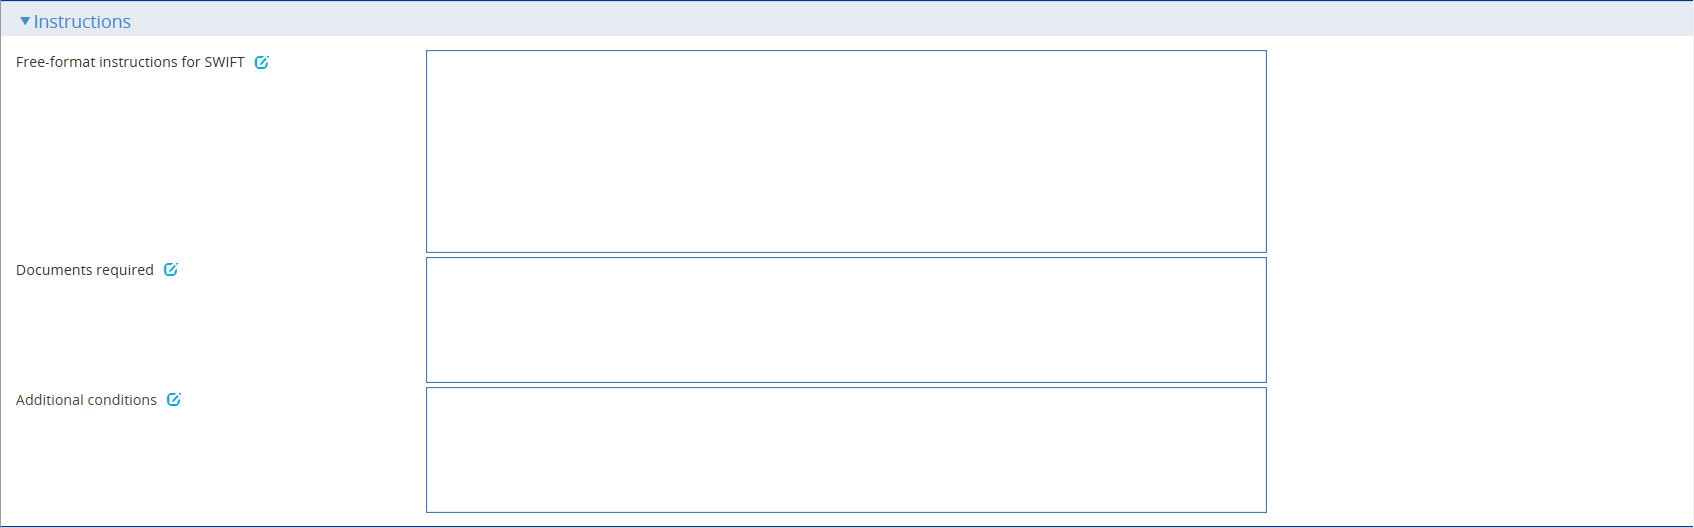 Instructions
Free-format instructions for SWIFT
Documents required
Additional conditions